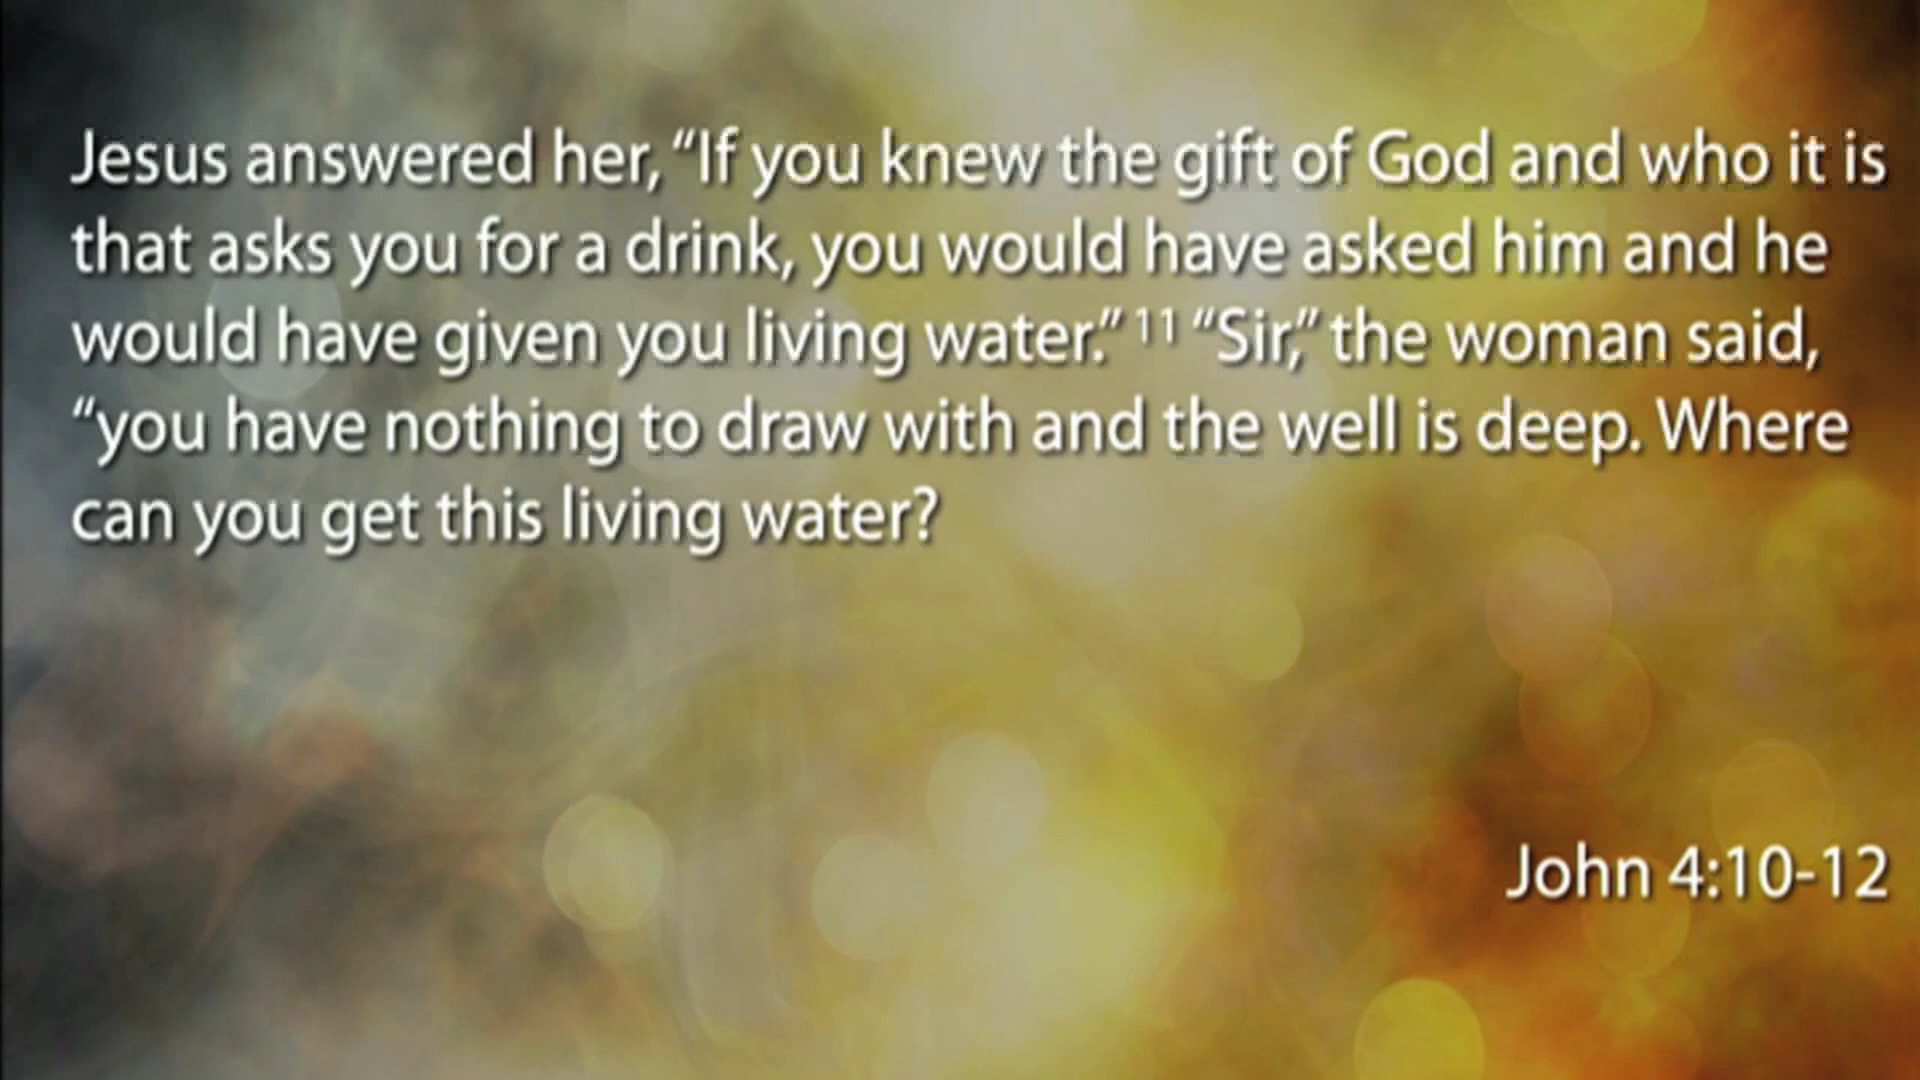 Jesus answered her, “If you knew the gift of God and who it is
that asks you for a drink, you would have asked him and he
would have given you living water.” 11 “Sir,” the woman said,
“you have nothing to draw with and the well is deep. Where
can you get this living water?
John 4:10-12